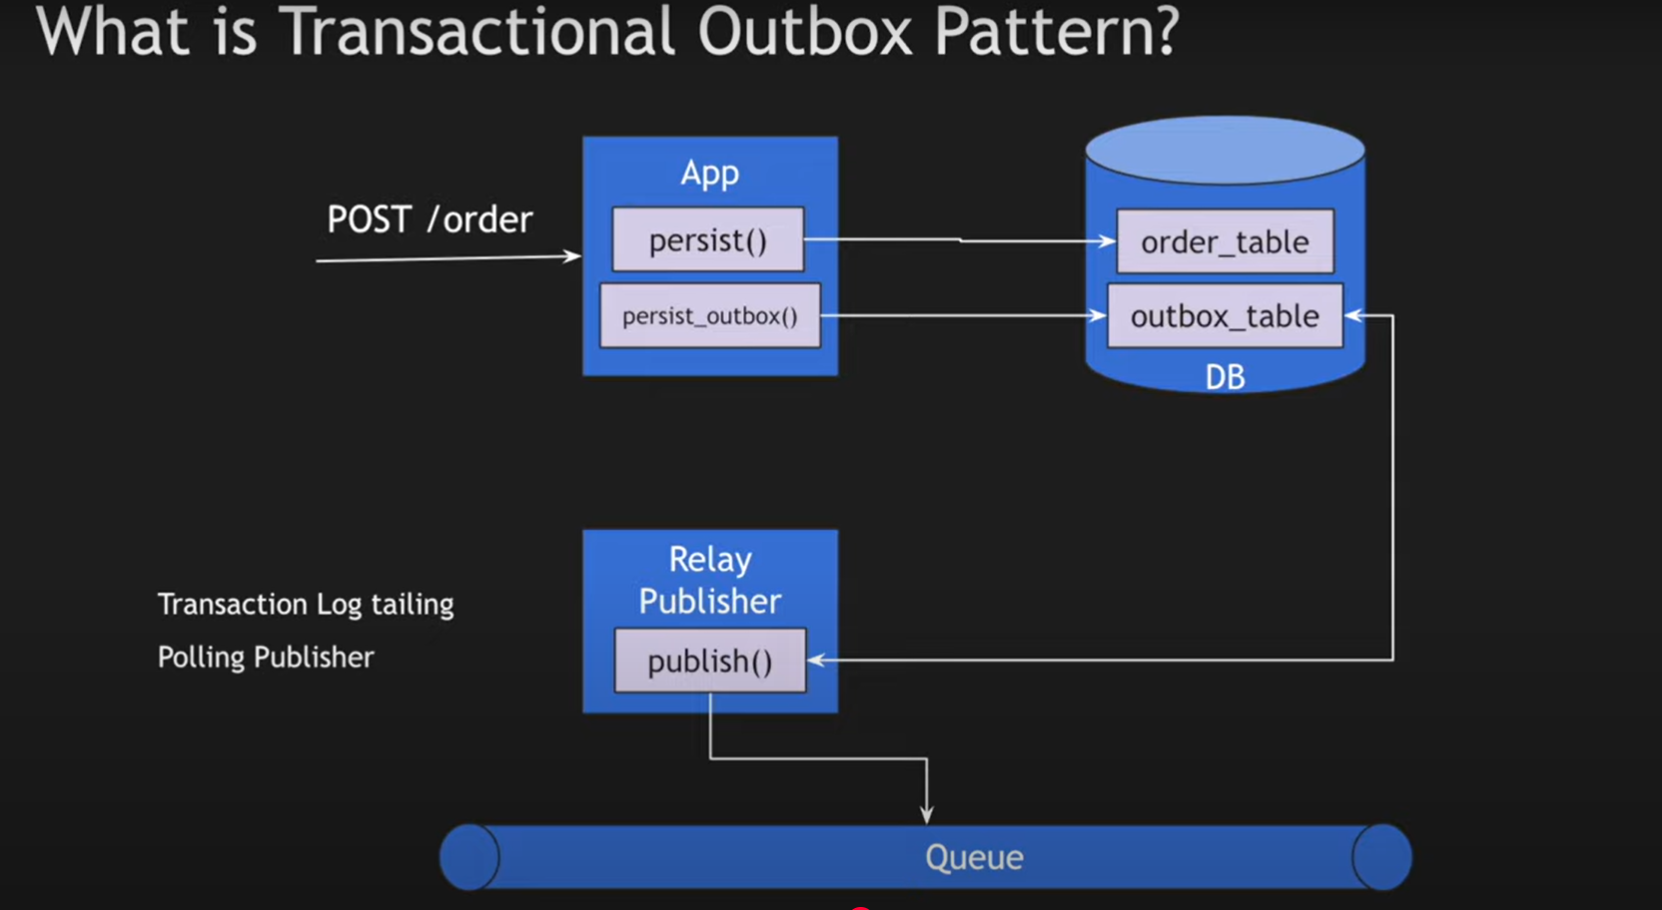 What is Transactional Outbox Pattern?
POST /order
App
persist()
persist_outbox()
order_table
outbox_table
DB
Transaction Log tailing
Polling Publisher
Relay
Publisher
publish()
Queue